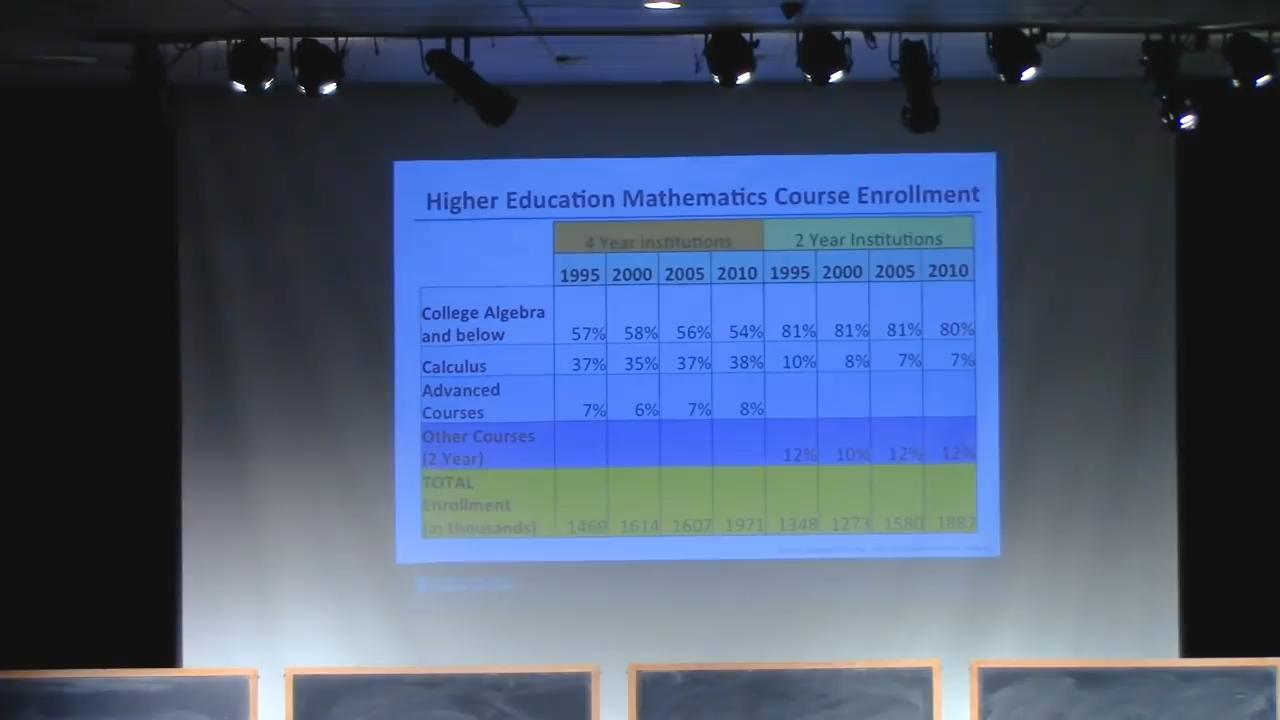 Higher Education Mathematics Course Enrollment
4 Year Institutions 2 Year Institutions
1995 2000 2005 2010 1995 2000 2005 2010
College Algebra
and below 57% 58% 56% 54% 81% 81% 81% 80%
Calculus 37% 35% 37% 38% 10% 8% 7% 7%
Advanced
Courses 7% 6% 7% 8%
Other Courses
(2 Year) 12% 10% 12% 12%
TOTAL
Enrollment
(in thousands) 1469 1614 1607 1971 1348 1273 1580 1887